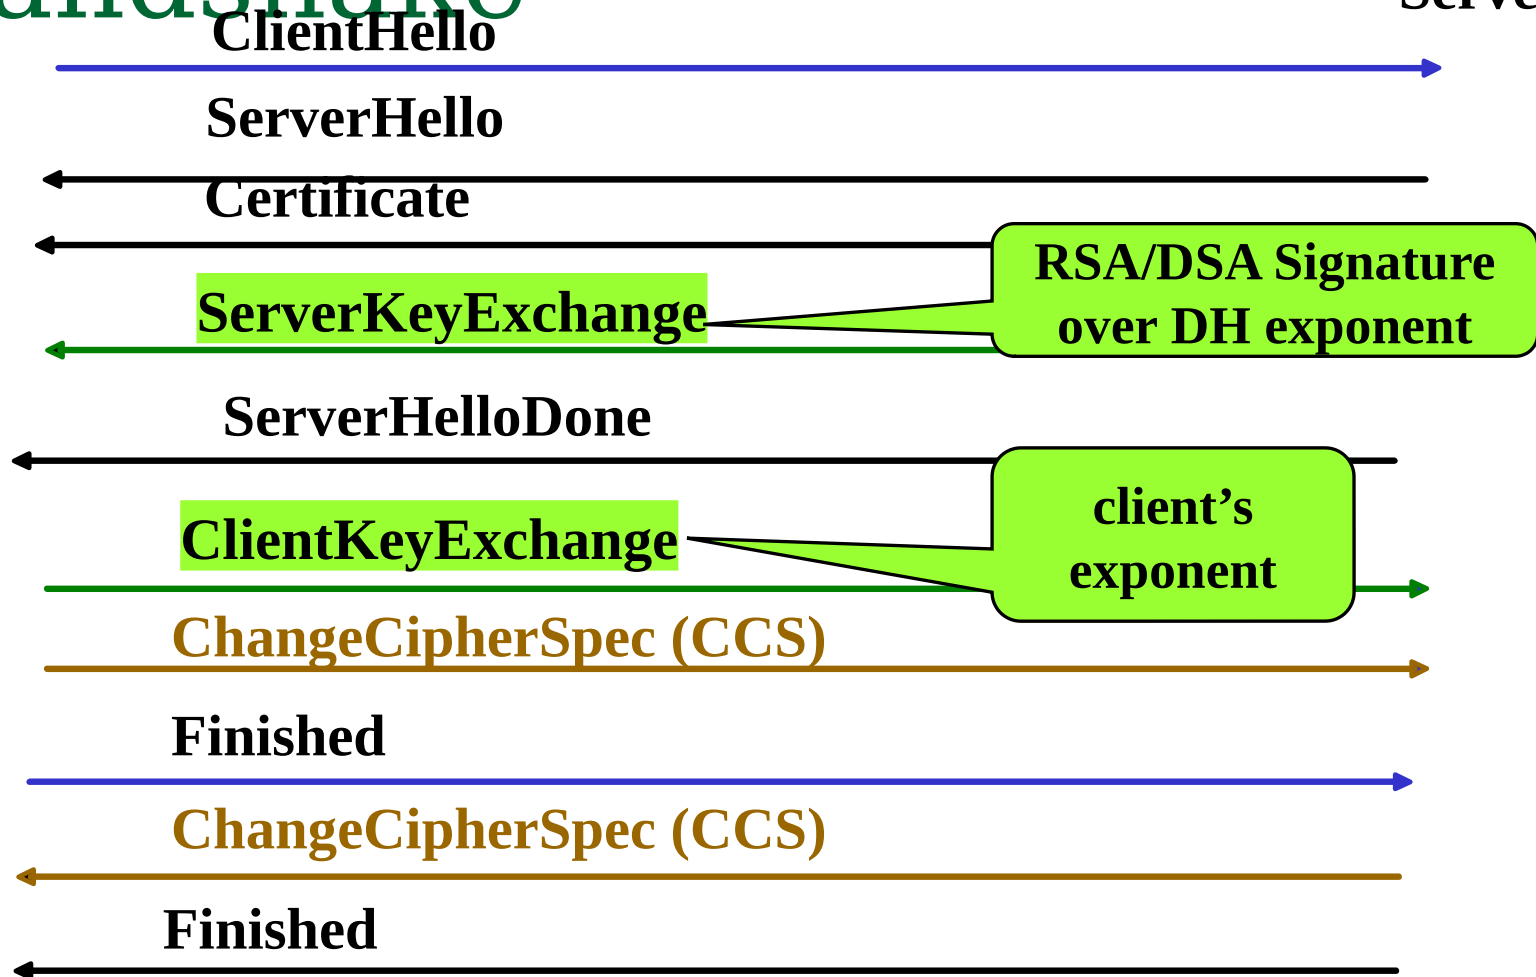 ClientHello
ServerHello
Certificate
ServerKeyExchange
RSA/DSA Signature
over DH exponent
ServerHelloDone
client’s
exponent
ClientKeyExchange
ChangeCipherSpec (CCS)
Finished
ChangeCipherSpec (CCS)
Finished